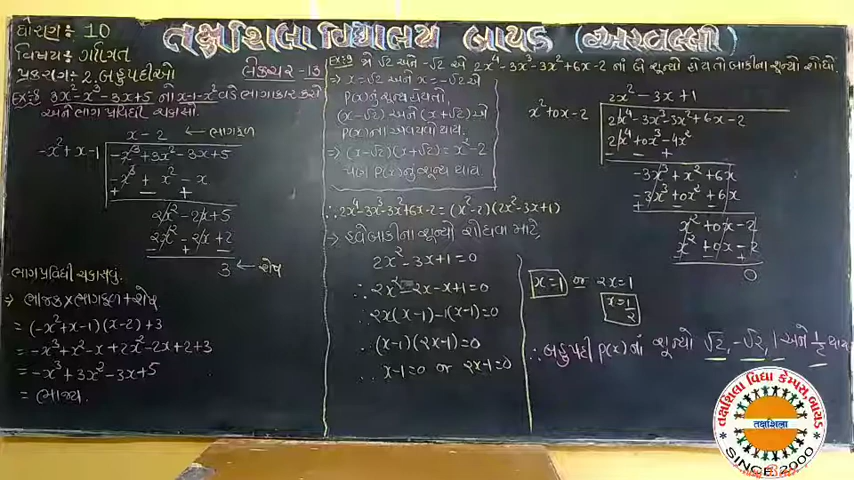 ધોરણ: 10
વિષય: ગણિત
પ્રકરણ: 2. બહુપદીઓ
તક્ષશિલા વિદ્યાલય બાયડ (અરવલ્લી)
લેક્ચર - 13
Ex: 8 3x²-x³-3x+5 નો x-1-x² વડે ભાગાકાર કરો
અને ભાગ પ્રવિધી ચકાસો.
x-2 ← ભાગફળ
-x²+x-1 -x³+3x²-3x+5
-x³ + x² - x
+ - +
2x²-2x+5
2x²-2x+2
- + -
3 ← શેષ
ભાગ પ્રવિધી ચકાસવું.
⇒ ભાજક x ભાગફળ + શેષ
= (-x²+x-1)(x-2)+3
= -x³+x²-x+2x²-2x+2+3
= -x³+3x²-3x+5
= ભાજ્ય.
Ex: 9 જો √2 અને -√2 એ 2x⁴-3x³-3x²+6x-2 નાં બે શૂન્યો હોય તો બાકીના શૂન્યો શોધો.
⇒ x=√2 અને x=-√2 એ
p(x)નું શૂન્ય હોય તો
(x-√2) અને (x+√2) એ
p(x)ના અવયવો થાય.
⇒ (x-√2)(x+√2) = x²-2
પણ p(x)નું શૂન્ય થાય.
∴ 2x⁴-3x³-3x²+6x-2 = (x²-2)(2x²-3x+1)
→ હવે બાકીના શૂન્યો શોધવા માટે,
2x²-3x+1=0
∴ 2x²-2x-x+1=0
∴ 2x(x-1)-1(x-1)=0
∴ (x-1)(2x-1)=0
∴ x-1=0 or 2x-1=0
2x²-3x+1
x²+0x-2 2x⁴-3x³-3x²+6x-2
2x⁴+0x³-4x²
- - +
-3x³+x²+6x
-3x³+0x²+6x
x²+0x-2
x²+0x-2
0
x=1 or 2x=1
x=1/2
∴ બહુપદી p(x)નાં શૂન્યો √2, -√2, 1 અને 1/2 થાય.
તક્ષશિલા વિદ્યા કેમ્પસ, બાયડ
તક્ષશિલા
SINCE 2000